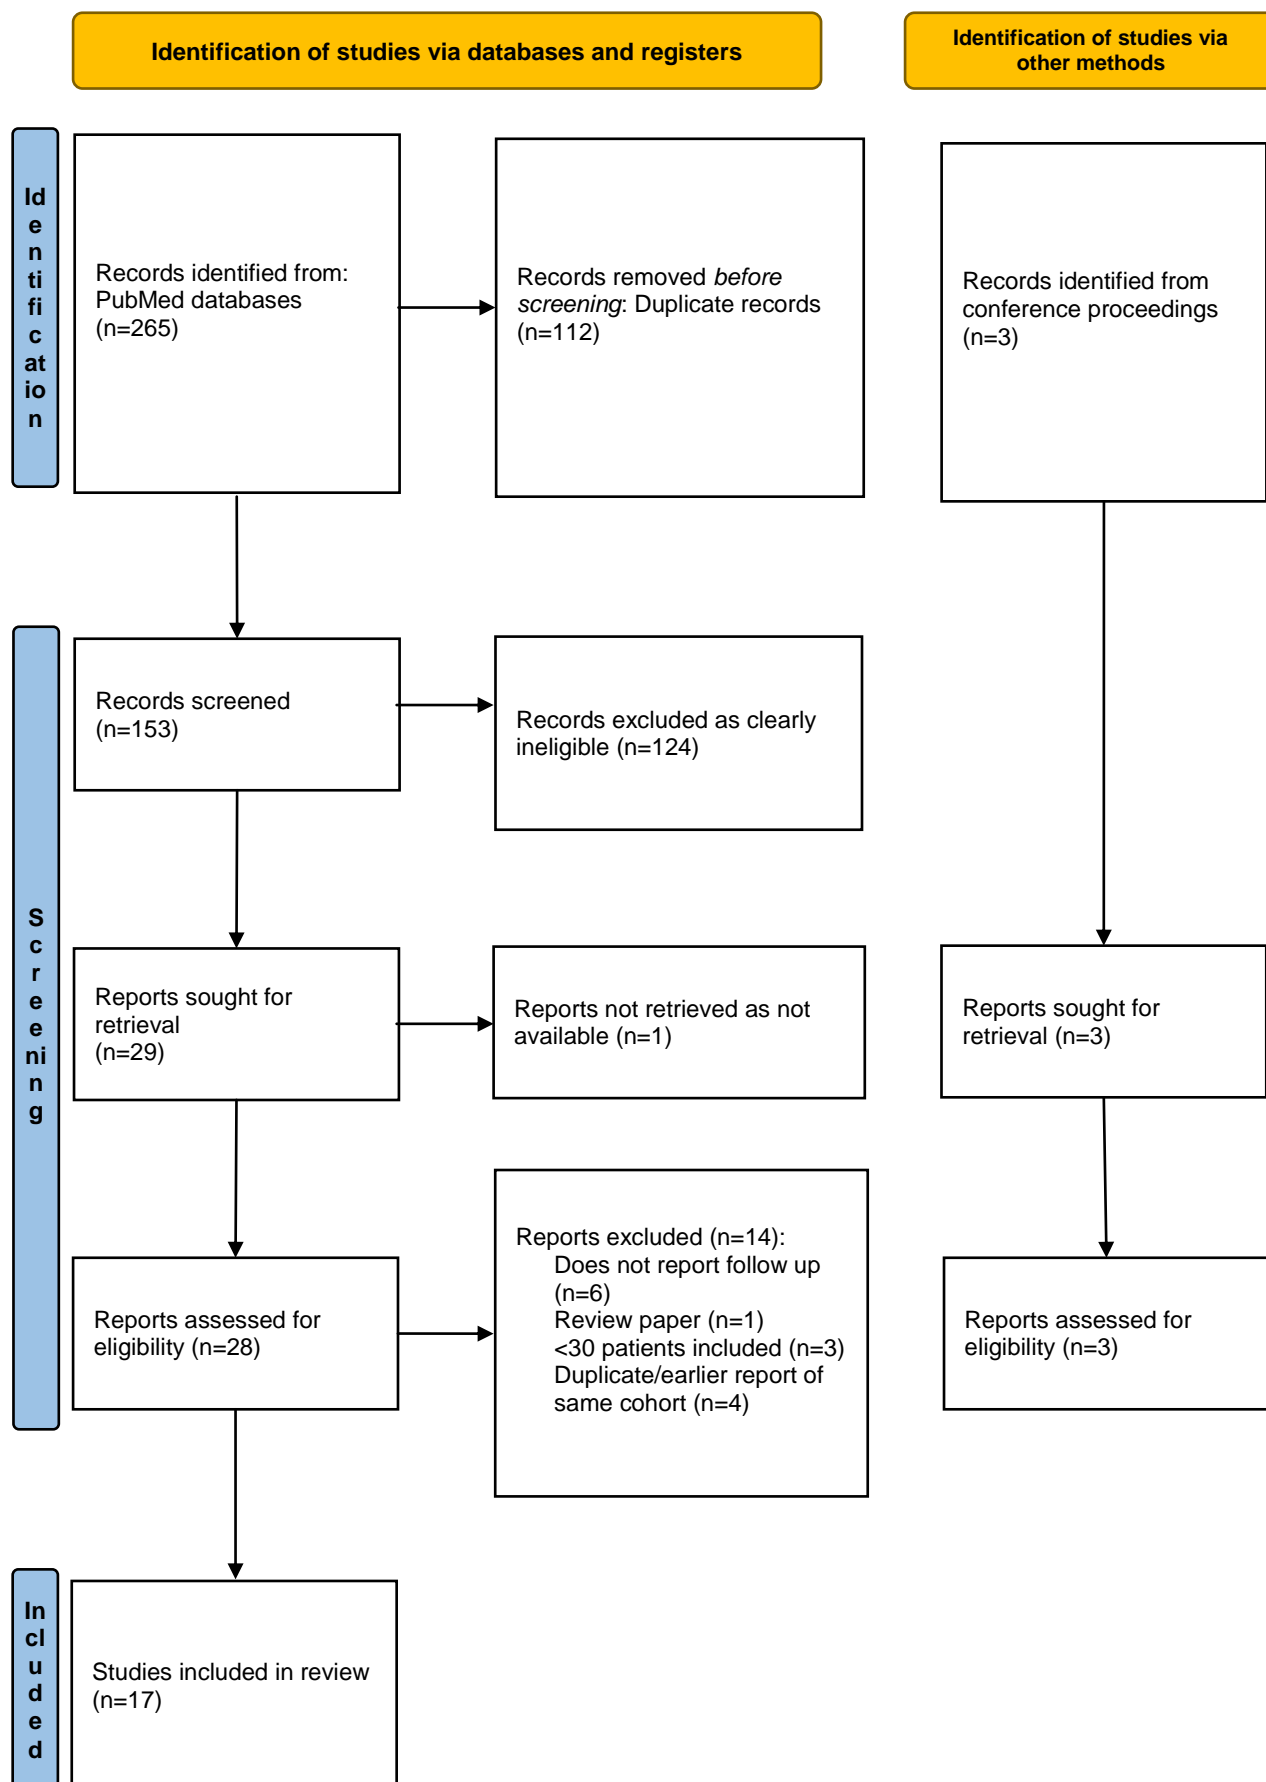 Identification of studies via databases and registers
Identification of studies via
other methods
Id
e
n
ti
fi
c
at
io
n
Records identified from:
PubMed databases
(n=265)
Records removed before
screening: Duplicate records
(n=112)
Records identified from
conference proceedings
(n=3)
S
c
r
e
e
ni
n
g
Records screened
(n=153)
Records excluded as clearly
ineligible (n=124)
Reports sought for
retrieval
(n=29)
Reports not retrieved as not
available (n=1)
Reports sought for
retrieval (n=3)
Reports assessed for
eligibility (n=28)
Reports excluded (n=14):
Does not report follow up
(n=6)
Review paper (n=1)
<30 patients included (n=3)
Duplicate/earlier report of
same cohort (n=4)
Reports assessed for
eligibility (n=3)
In
cl
u
d
e
d
Studies included in review
(n=17)